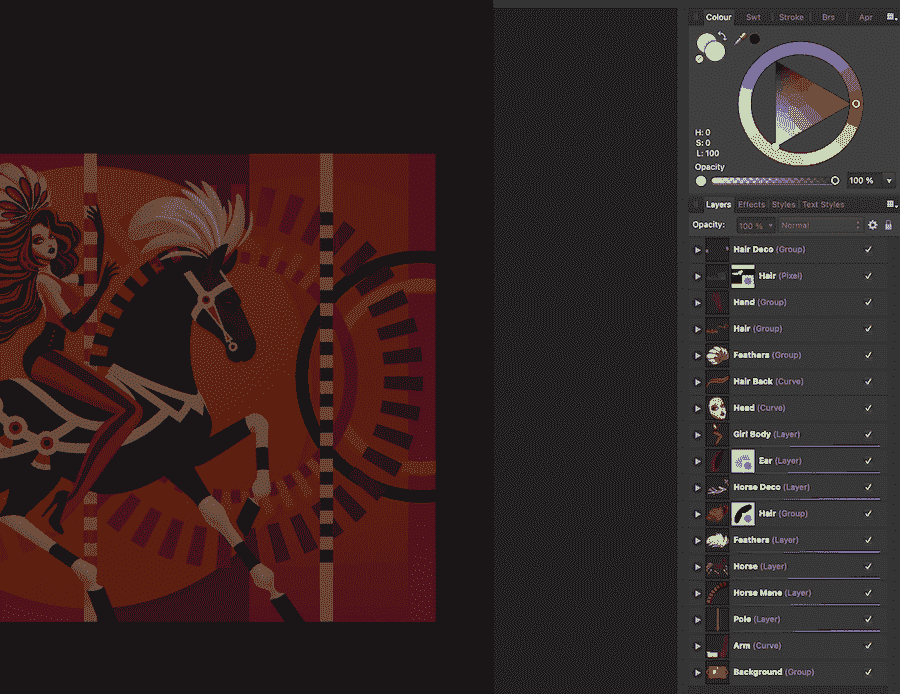 Colour Swt Stroke Brs Apr
H: 0
S: 0
L: 100
Opacity
100 %
Layers Effects Styles Text Styles
Opacity: 100 % Normal
Hair Deco (Group)
Hair (Pixel)
Hand (Group)
Hair (Group)
Feathers (Group)
Hair Back (Curve)
Head (Curve)
Girl Body (Layer)
Ear (Layer)
Horse Deco (Layer)
Hair (Group)
Feathers (Layer)
Horse (Layer)
Horse Mane (Layer)
Pole (Layer)
Arm (Curve)
Background (Group)